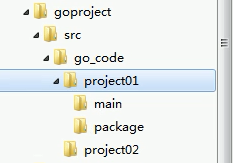 goproject
src
go_code
project01
main
package
project02